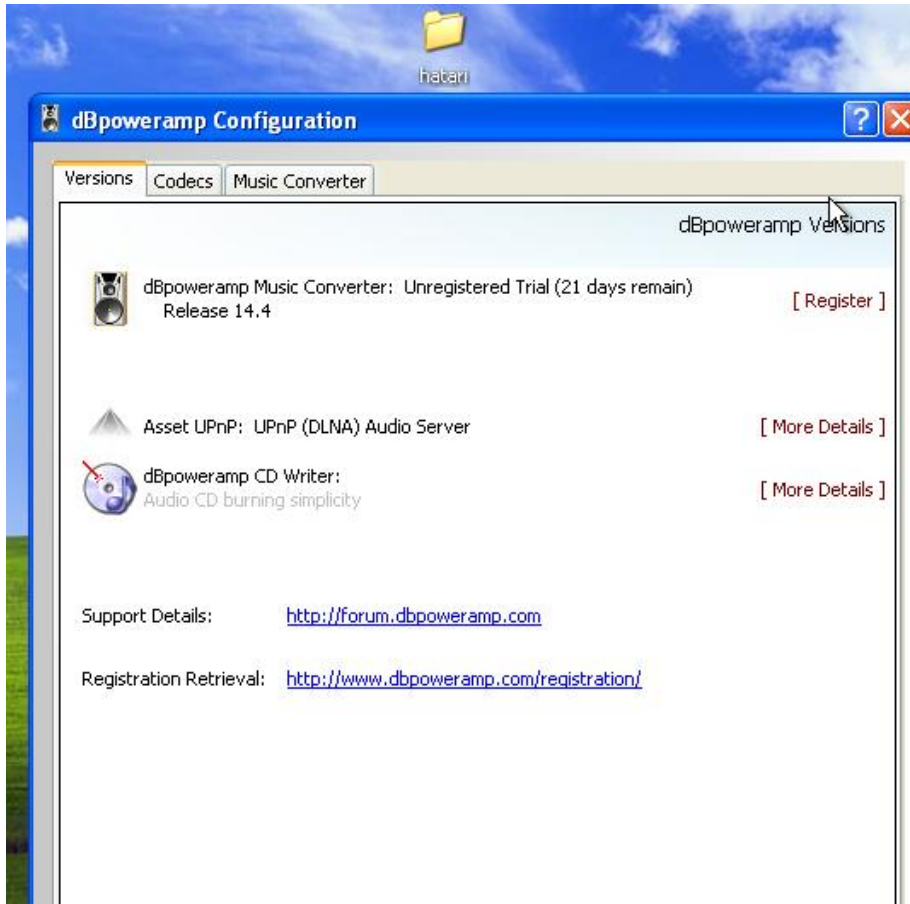 hatari
dBpoweramp Configuration
Versions Codecs Music Converter
dBpoweramp Versions
dBpoweramp Music Converter: Unregistered Trial (21 days remain)
Release 14.4
[ Register ]
Asset UPnP: UPnP (DLNA) Audio Server [ More Details ]
dBpoweramp CD Writer:
Audio CD burning simplicity
[ More Details ]
Support Details: http://forum.dbpoweramp.com
Registration Retrieval: http://www.dbpoweramp.com/registration/